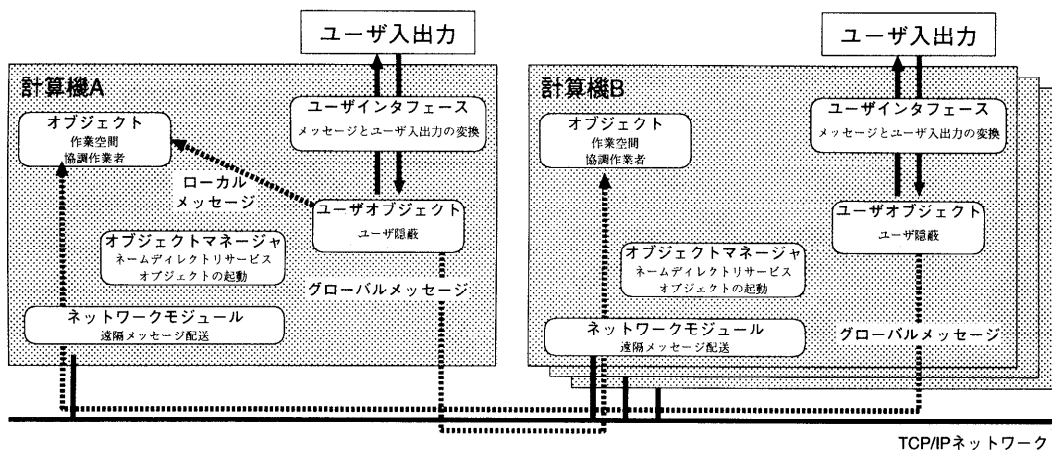 ユーザ入出力
計算機A
ユーザインタフェース
メッセージとユーザ入出力の変換
オブジェクト
作業空間
協調作業者
ローカル
メッセージ
ユーザオブジェクト
ユーザ隠蔽
オブジェクトマネージャ
ネームディレクトリサービス
オブジェクトの起動
グローバルメッセージ
ネットワークモジュール
遠隔メッセージ配送
ユーザ入出力
計算機B
ユーザインタフェース
メッセージとユーザ入出力の変換
オブジェクト
作業空間
協調作業者
ユーザオブジェクト
ユーザ隠蔽
オブジェクトマネージャ
ネームディレクトリサービス
オブジェクトの起動
ネットワークモジュール
遠隔メッセージ配送
グローバルメッセージ
TCP/IPネットワーク